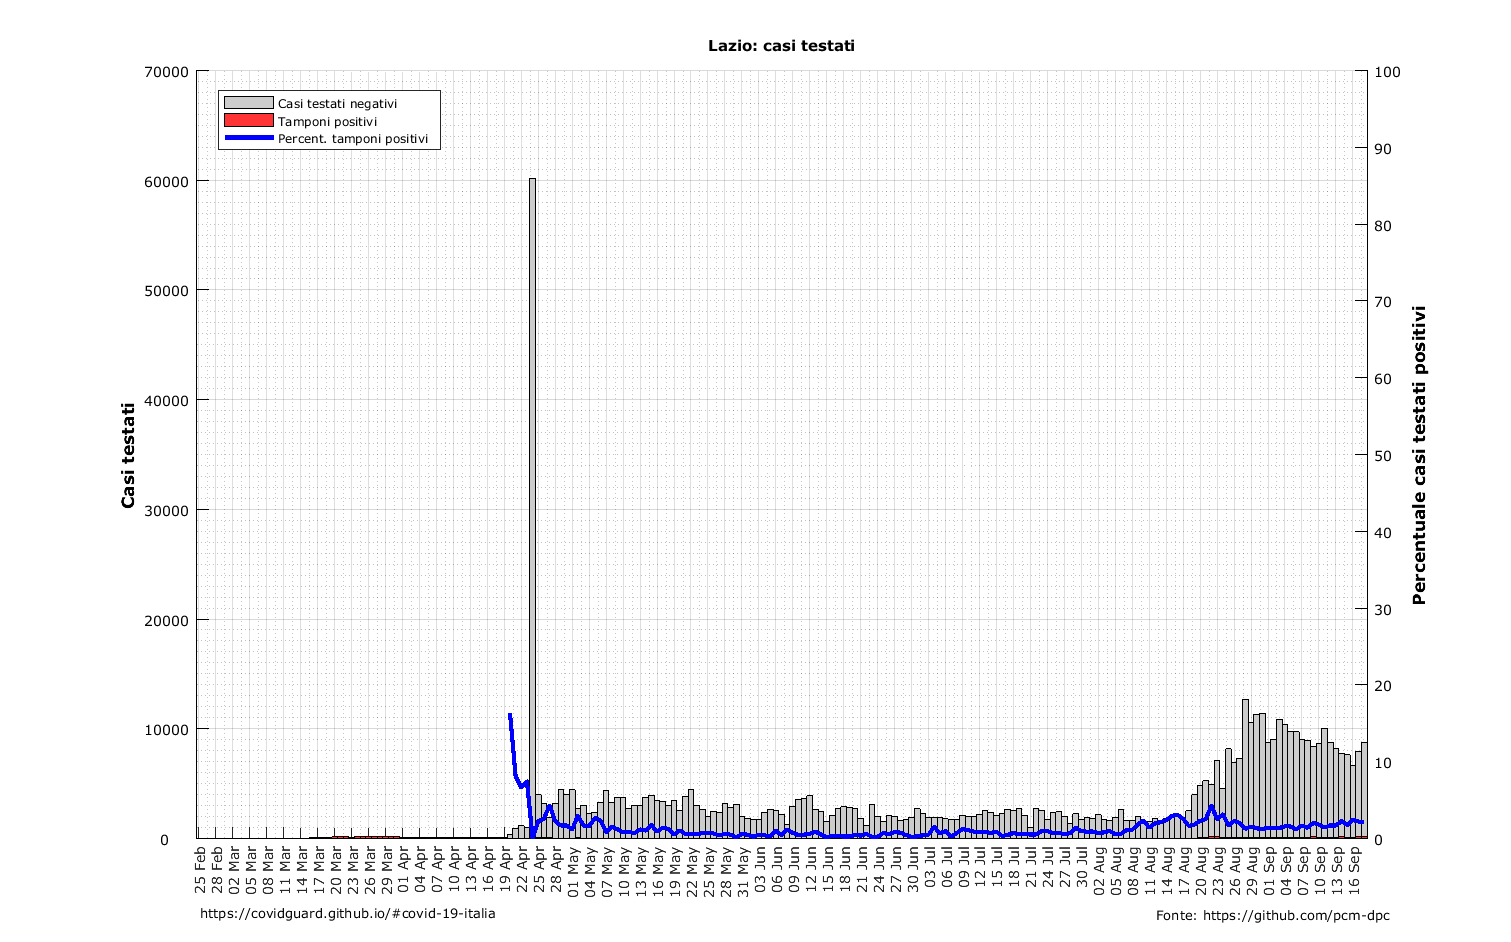 Lazio: casi testati
Casi testati negativi
Tamponi positivi
Percent. tamponi positivi
Casi testati
70000
60000
50000
40000
30000
20000
10000
0
100
90
80
70
60
50
40
30
20
10
0
Percentuale casi testati positivi
25 Feb
28 Feb
02 Mar
05 Mar
08 Mar
11 Mar
14 Mar
17 Mar
20 Mar
23 Mar
26 Mar
29 Mar
01 Apr
04 Apr
07 Apr
10 Apr
13 Apr
16 Apr
19 Apr
22 Apr
25 Apr
28 Apr
01 May
04 May
07 May
10 May
13 May
16 May
19 May
22 May
25 May
28 May
31 May
03 Jun
06 Jun
09 Jun
12 Jun
15 Jun
18 Jun
21 Jun
24 Jun
27 Jun
30 Jun
03 Jul
06 Jul
09 Jul
12 Jul
15 Jul
18 Jul
21 Jul
24 Jul
27 Jul
30 Jul
02 Aug
05 Aug
08 Aug
11 Aug
14 Aug
17 Aug
20 Aug
23 Aug
26 Aug
29 Aug
01 Sep
04 Sep
07 Sep
10 Sep
13 Sep
16 Sep
https://covidguard.github.io/#covid-19-italia
Fonte: https://github.com/pcm-dpc